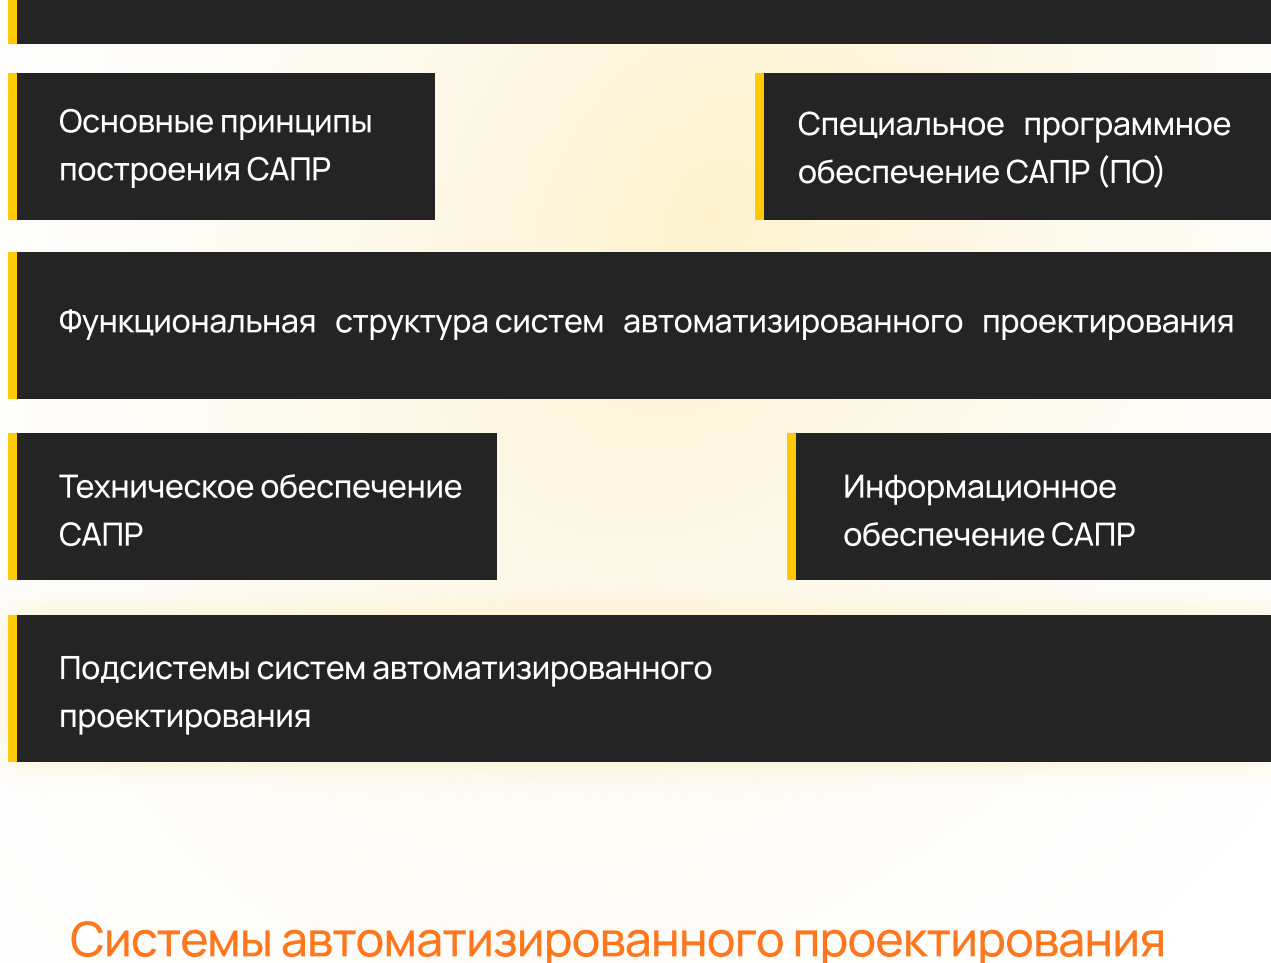 Основные принципы
построения САПР
Специальное программное
обеспечение САПР (ПО)
Функциональная структура систем автоматизированного проектирования
Техническое обеспечение
САПР
Информационное
обеспечение САПР
Подсистемы систем автоматизированного
проектирования
Системы автоматизированного проектирования